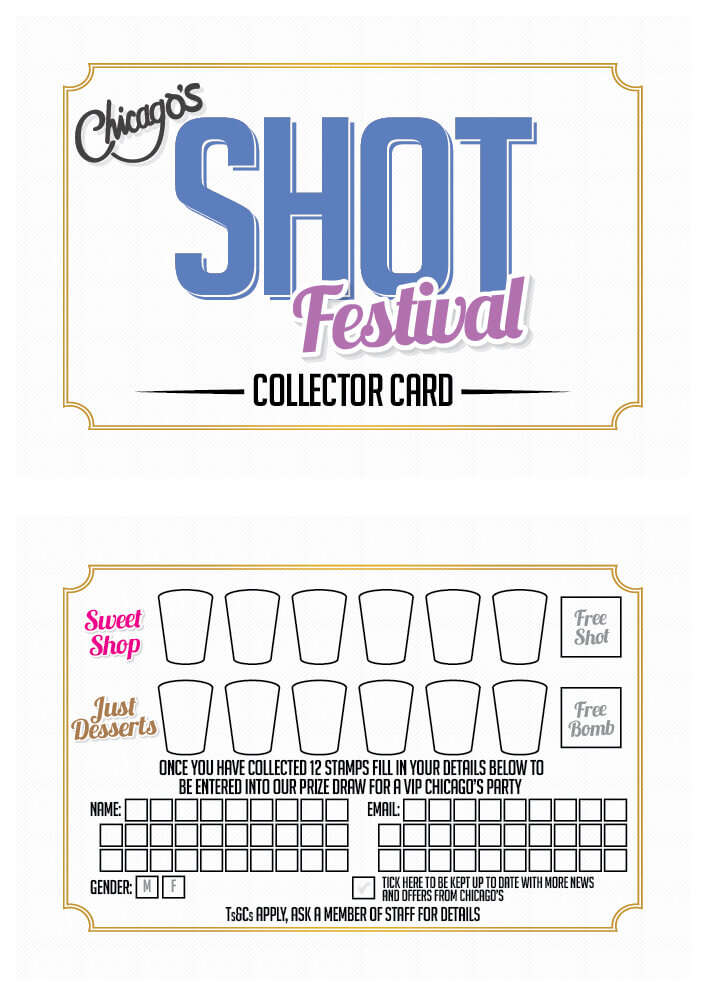 Chicago's
SHOT
Festival
COLLECTOR CARD
Sweet
Shop
Free
Shot
Just
Desserts
Free
Bomb
ONCE YOU HAVE COLLECTED 12 STAMPS FILL IN YOUR DETAILS BELOW TO
BE ENTERED INTO OUR PRIZE DRAW FOR A VIP CHICAGO'S PARTY
NAME:
EMAIL:
GENDER: M F
TICK HERE TO BE KEPT UP TO DATE WITH MORE NEWS
AND OFFERS FROM CHICAGO'S
Ts&Cs APPLY, ASK A MEMBER OF STAFF FOR DETAILS